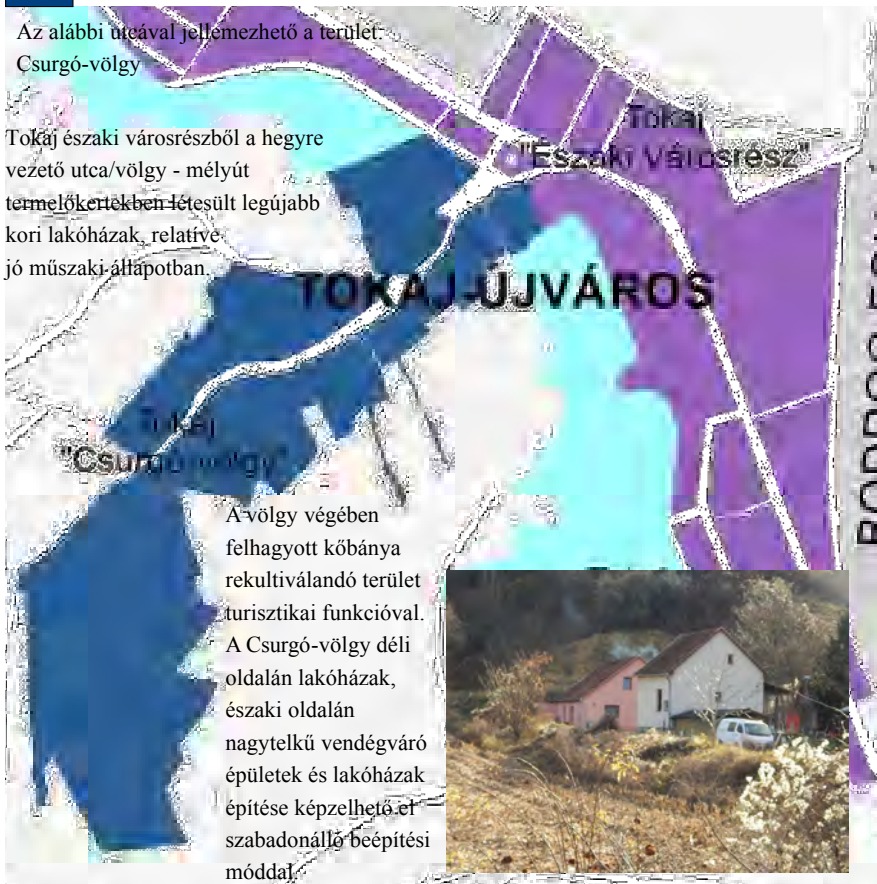 Az alábbi utcával jellemezhető a terület:
Csurgó-völgy
Tokaj
"Északi Városrész"
Tokaj északi városrészből a hegyre
vezető utca/völgy - mélyút
termelőkertekben létesült legújabb
kori lakóházak, relatíve
jó műszaki állapotban.
TOKAJ-ÚJVÁROS
Tokaj
"Csurgó-völgy"
A völgy végében
felhagyott kőbánya
rekultiválandó terület
turisztikai funkcióval.
A Csurgó-völgy déli
oldalán lakóházak,
északi oldalán
nagytelkű vendégváró
épületek és lakóházak
építése képzelhető el
szabadonálló beépítési
móddal.